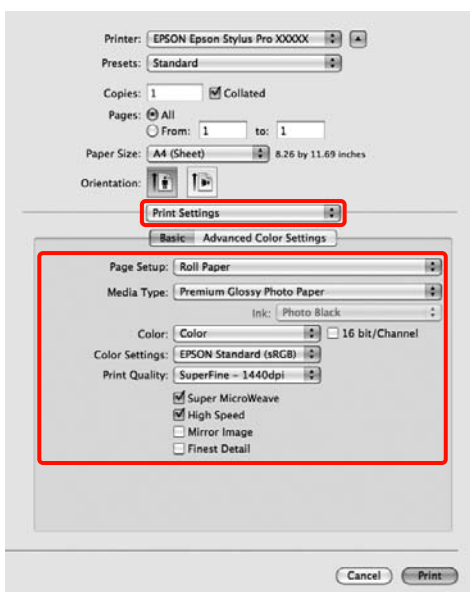 Printer: EPSON Epson Stylus Pro XXXXX
Presets: Standard
Copies: 1 Collated
Pages: All
From: 1 to: 1
Paper Size: A4 (Sheet) 8.26 by 11.69 inches
Orientation:
Print Settings
Basic Advanced Color Settings
Page Setup: Roll Paper
Media Type: Premium Glossy Photo Paper
Ink: Photo Black
Color: Color 16 bit/Channel
Color Settings: EPSON Standard (sRGB)
Print Quality: SuperFine - 1440dpi
Super MicroWeave
High Speed
Mirror Image
Finest Detail
Cancel Print